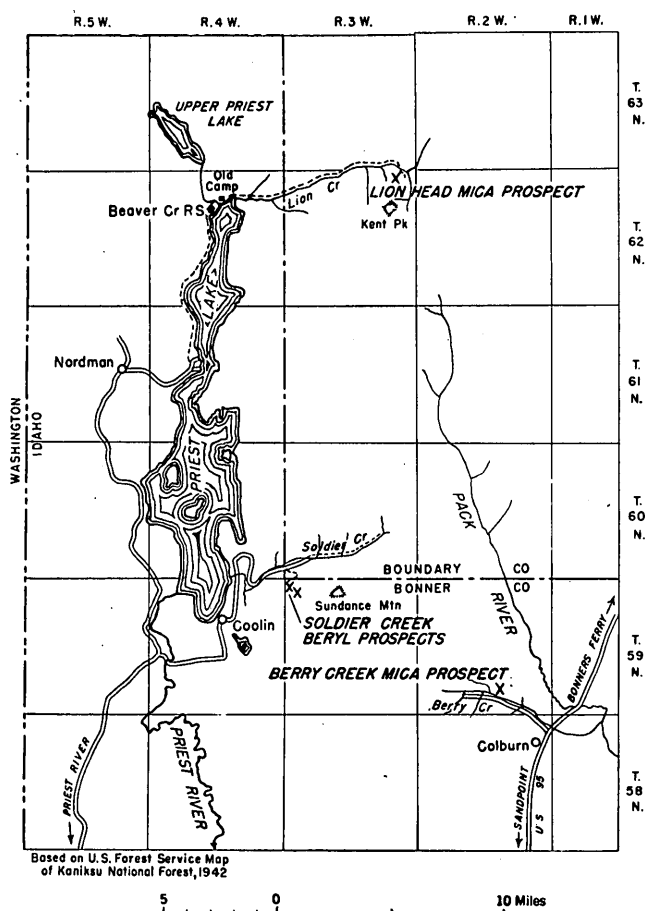 R.5 W.
R.4 W.
R.3 W.
R.2 W.
R.1 W.
T.
63
N.
UPPER PRIEST
LAKE
Old
Camp
Beaver Cr RS
Lion Cr
LION HEAD MICA PROSPECT
Kent Pk
T.
62
N.
LAKE
Nordman
T.
61
N.
WASHINGTON
IDAHO
PRIEST
PACK
RIVER
T.
60
N.
Soldier Cr
BOUNDARY CO
BONNER CO
Sundance Mtn
SOLDIER CREEK
BERYL PROSPECTS
Coolin
BONNERS FERRY
T.
59
N.
BERRY CREEK MICA PROSPECT
Berry Cr
Colburn
PRIEST RIVER
PRIEST RIVER
SANDPOINT
U S 95
T.
58
N.
Based on U.S. Forest Service Map
of Kaniksu National Forest, 1942
5 0 10 Miles